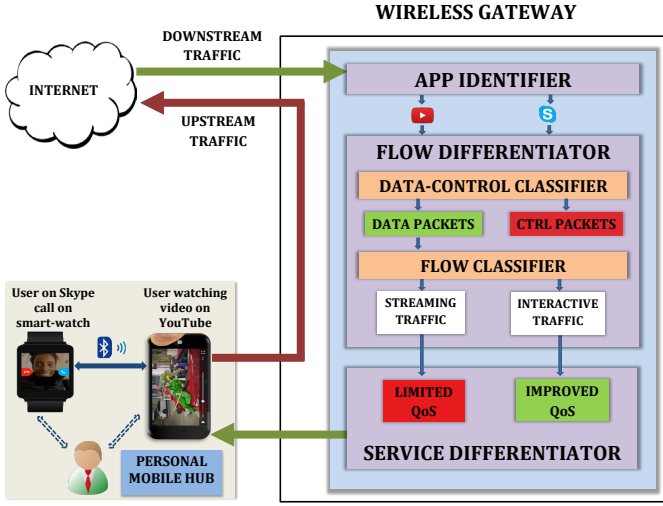 WIRELESS GATEWAY
DOWNSTREAM
TRAFFIC
INTERNET
UPSTREAM
TRAFFIC
APP IDENTIFIER
FLOW DIFFERENTIATOR
DATA-CONTROL CLASSIFIER
DATA PACKETS
CTRL PACKETS
FLOW CLASSIFIER
STREAMING
TRAFFIC
INTERACTIVE
TRAFFIC
LIMITED
QoS
IMPROVED
QoS
SERVICE DIFFERENTIATOR
User on Skype
call on
smart-watch
User watching
video on
YouTube
PERSONAL
MOBILE HUB